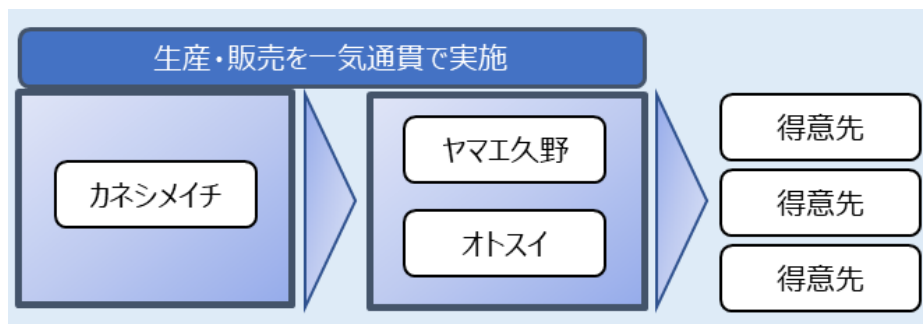 生産・販売を一気通貫で実施
カネシメイチ
ヤマエ久野
オトスイ
得意先
得意先
得意先